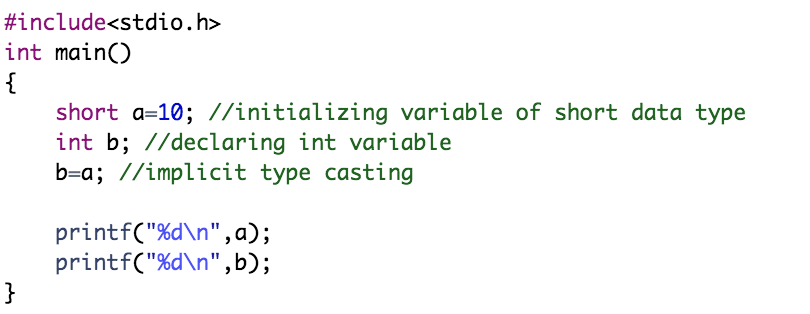 #include<stdio.h>
int main()
{
    short a=10; //initializing variable of short data type
    int b; //declaring int variable
    b=a; //implicit type casting

    printf("%d\n",a);
    printf("%d\n",b);
}